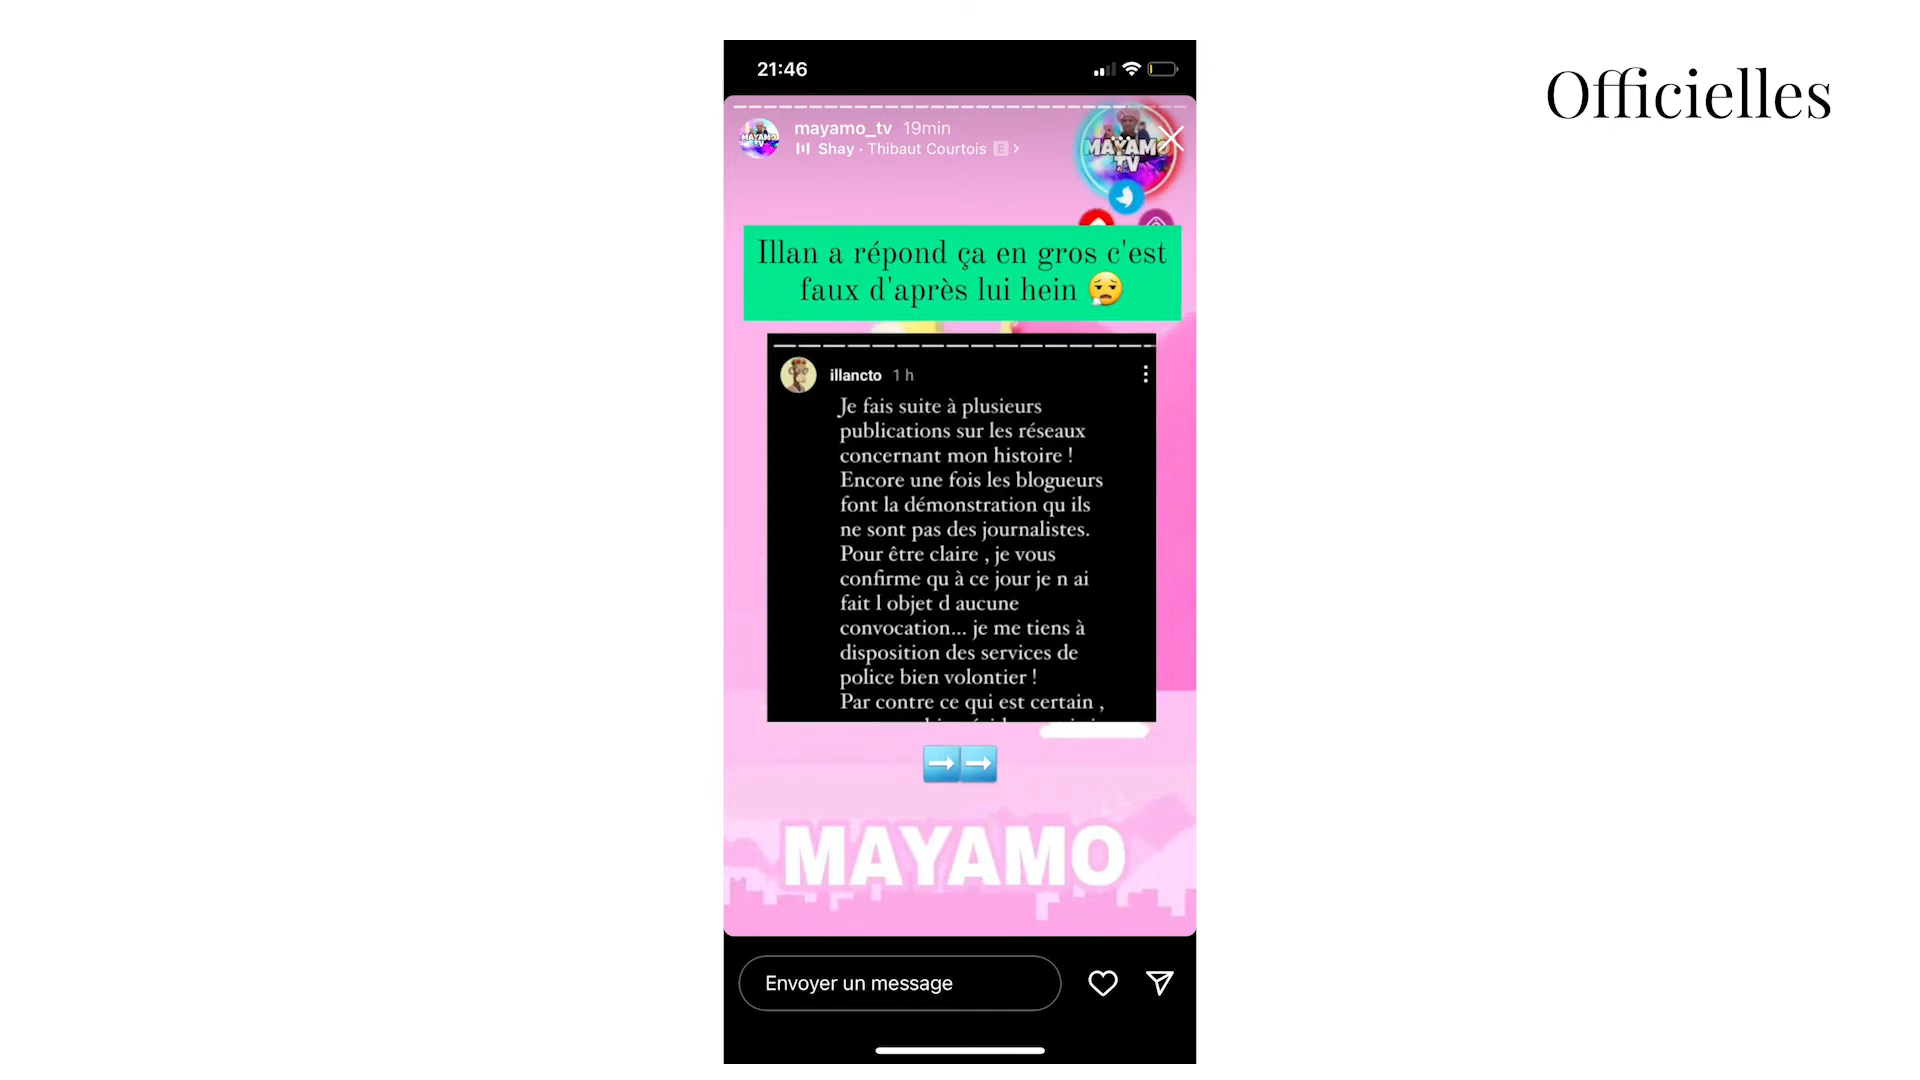 Officielles
21:46
mayamo_tv 19min
Shay · Thibaut Courtois E
MAYAMO
TV
MAYAMO
TV
Illan a répond ça en gros c'est
faux d'après lui hein
illancto 1 h
Je fais suite à plusieurs
publications sur les réseaux
concernant mon histoire !
Encore une fois les blogueurs
font la démonstration qu ils
ne sont pas des journalistes.
Pour être claire , je vous
confirme qu à ce jour je n ai
fait l objet d aucune
convocation... je me tiens à
disposition des services de
police bien volontier !
Par contre ce qui est certain ,
MAYAMO
Envoyer un message